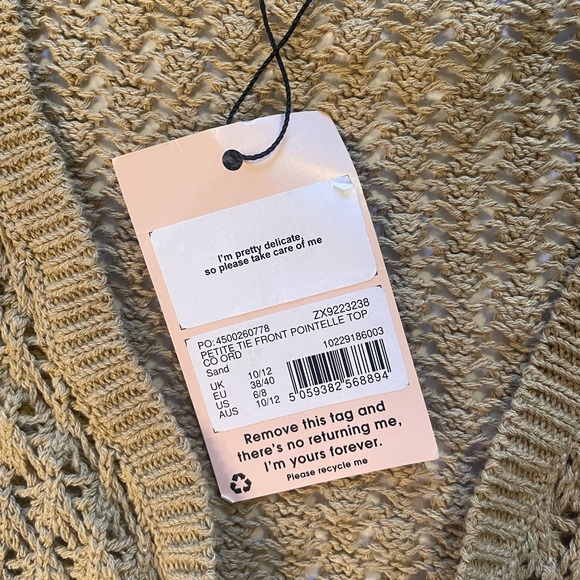 I'm pretty delicate,
so please take care of me
PO:4500260778 ZX9223238
PETITE TIE FRONT POINTELLE TOP
CO ORD
Sand 10229186003
UK 10/12
EU 38/40
US 6/8
AUS 10/12
5 059382 568894
Remove this tag and
there's no returning me,
I'm yours forever.
Please recycle me